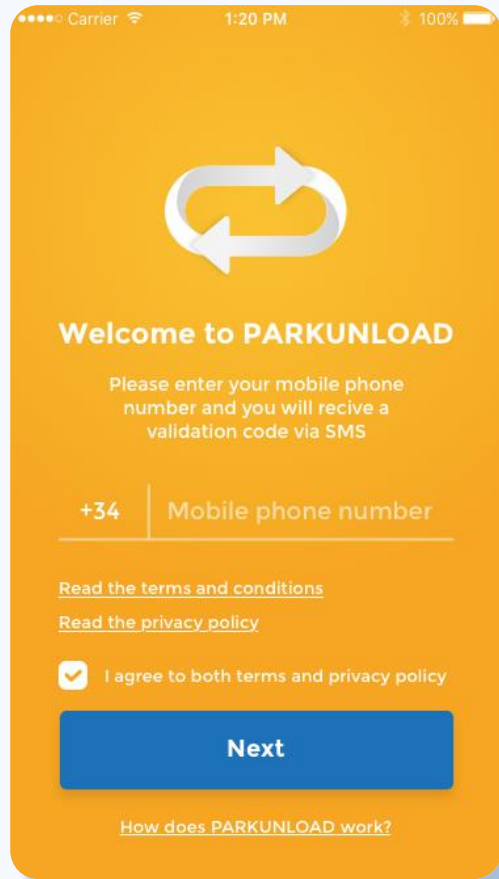 Carrier 1:20 PM 100%
Welcome to PARKUNLOAD
Please enter your mobile phone
number and you will recive a
validation code via SMS
+34 Mobile phone number
Read the terms and conditions
Read the privacy policy
I agree to both terms and privacy policy
Next
How does PARKUNLOAD work?